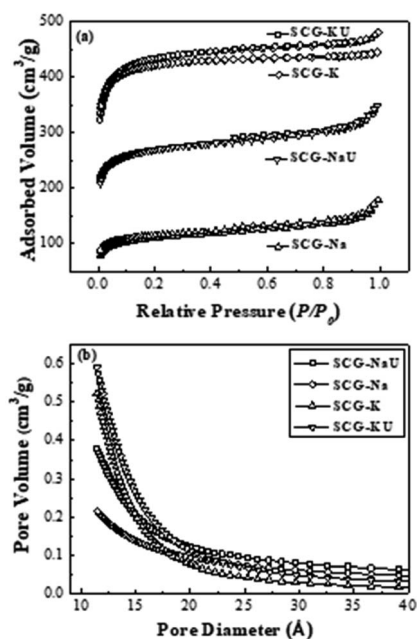 (a)
500
400
300
200
100
SCG-KU
SCG-K
SCG-NaU
SCG-Na
Adsorbed Volume (cm³/g)
0.0 0.2 0.4 0.6 0.8 1.0
Relative Pressure (P/P₀)
(b)
0.6
0.5
0.4
0.3
0.2
0.1
0.0
SCG-NaU
SCG-Na
SCG-K
SCG-KU
Pore Volume (cm³/g)
10 15 20 25 30 35 40
Pore Diameter (Å)